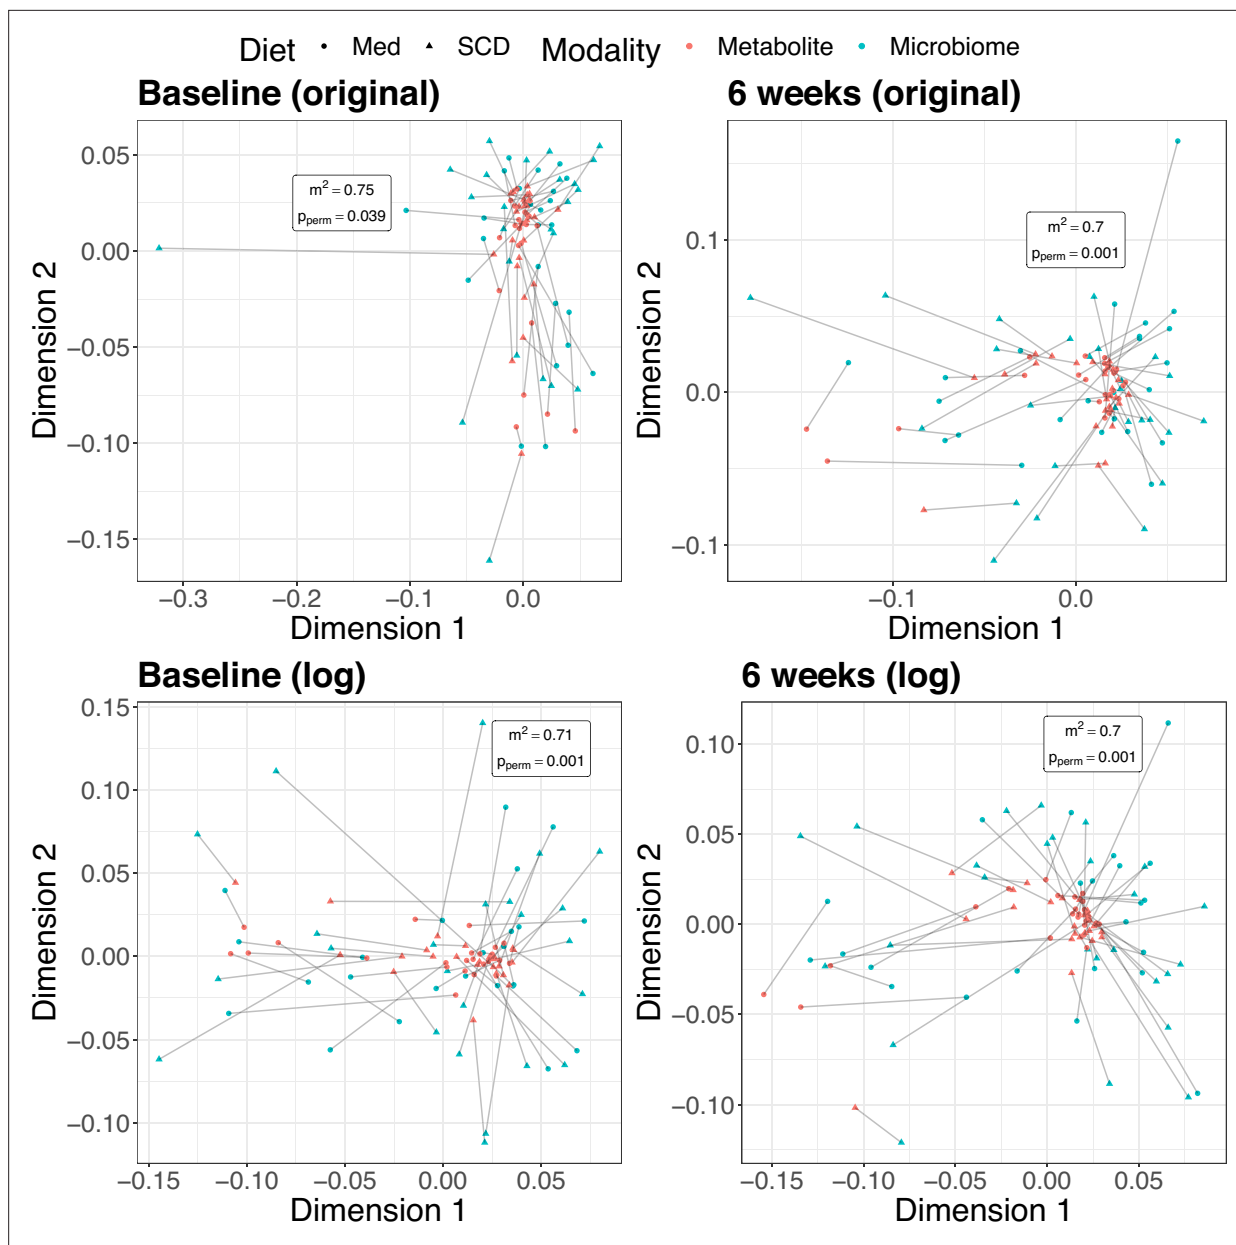 Diet Med SCD Modality Metabolite Microbiome
Baseline (original)
0.05
0.00
−0.05
−0.10
−0.15
Dimension 2
m² = 0.75
pperm = 0.039
−0.3 −0.2 −0.1 0.0
Dimension 1
6 weeks (original)
0.1
0.0
−0.1
Dimension 2
m² = 0.7
pperm = 0.001
−0.1 0.0
Dimension 1
Baseline (log)
0.15
0.10
0.05
0.00
−0.05
−0.10
Dimension 2
m² = 0.71
pperm = 0.001
−0.15 −0.10 −0.05 0.00 0.05
Dimension 1
6 weeks (log)
0.10
0.05
0.00
−0.05
−0.10
Dimension 2
m² = 0.7
pperm = 0.001
−0.15 −0.10 −0.05 0.00 0.05
Dimension 1